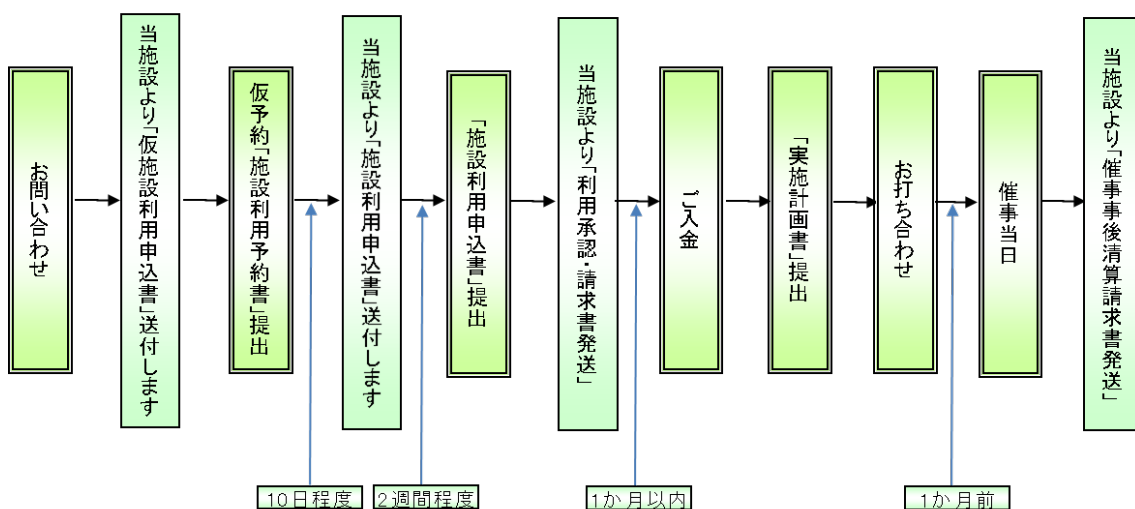 お問い合わせ
当施設より「仮施設利用申込書」送付します
仮予約「施設利用予約書」提出
当施設より「施設利用申込書」送付します
「施設利用申込書」提出
当施設より「利用承認・請求書発送」
ご入金
「実施計画書」提出
お打ち合わせ
催事当日
当施設より「催事事後清算請求書発送」
10日程度
2週間程度
1か月以内
1か月前